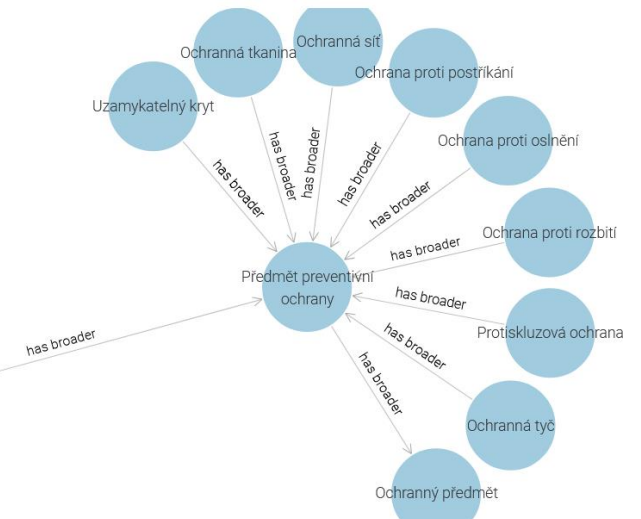 Ochranná síť
Ochranná tkanina
Ochrana proti postříkání
Uzamykatelný kryt
Ochrana proti oslnění
has broader
has broader
has broader
has broader
has broader
has broader
Ochrana proti rozbití
Předmět preventivní
ochrany
has broader
Protiskluzová ochrana
has broader
has broader
has broader
Ochranná tyč
Ochranný předmět